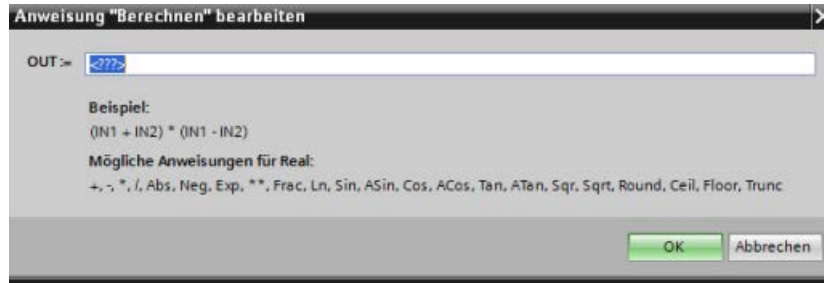 Anweisung "Berechnen" bearbeiten
OUT := <???>
Beispiel:
(IN1 + IN2) * (IN1 - IN2)
Mögliche Anweisungen für Real:
+, -, *, /, Abs, Neg, Exp, **, Frac, Ln, Sin, ASin, Cos, ACos, Tan, ATan, Sqr, Sqrt, Round, Ceil, Floor, Trunc
OK Abbrechen